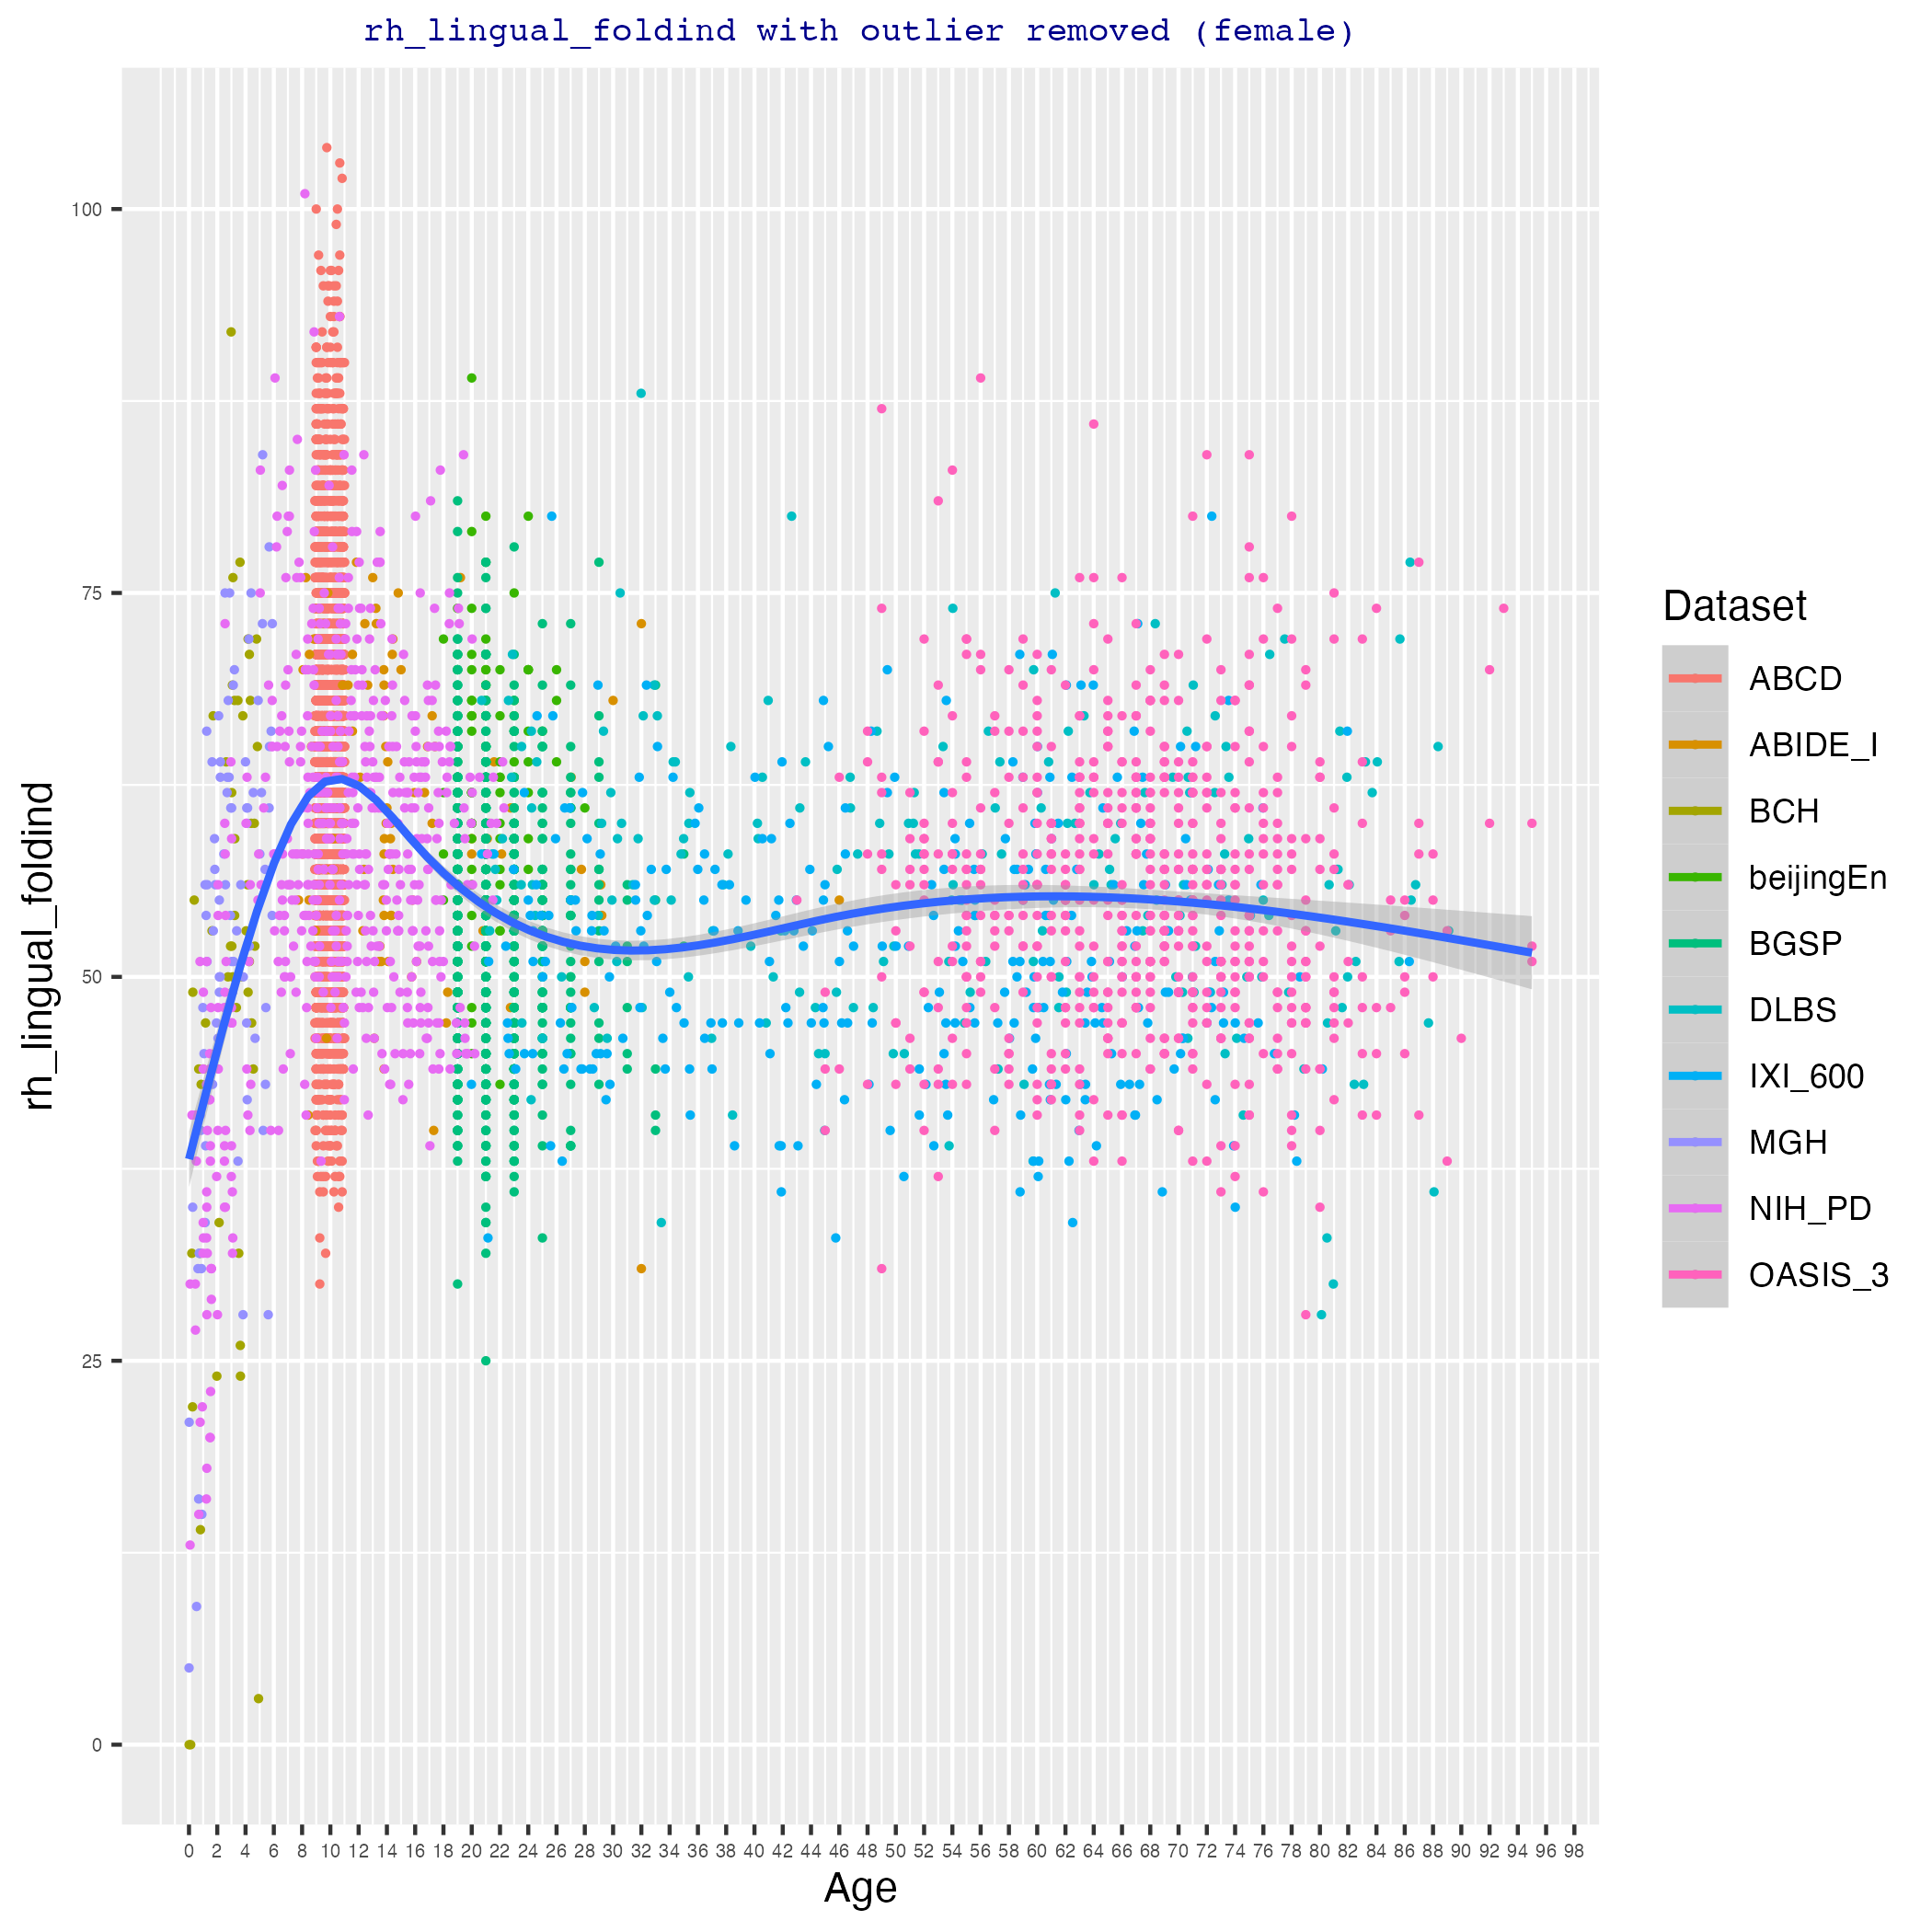 rh_lingual_foldind with outlier removed (female)
rh_lingual_foldind
100
75
50
25
0
0 2 4 6 8 10 12 14 16 18 20 22 24 26 28 30 32 34 36 38 40 42 44 46 48 50 52 54 56 58 60 62 64 66 68 70 72 74 76 78 80 82 84 86 88 90 92 94 96 98
Age
Dataset
ABCD
ABIDE_I
BCH
beijingEn
BGSP
DLBS
IXI_600
MGH
NIH_PD
OASIS_3